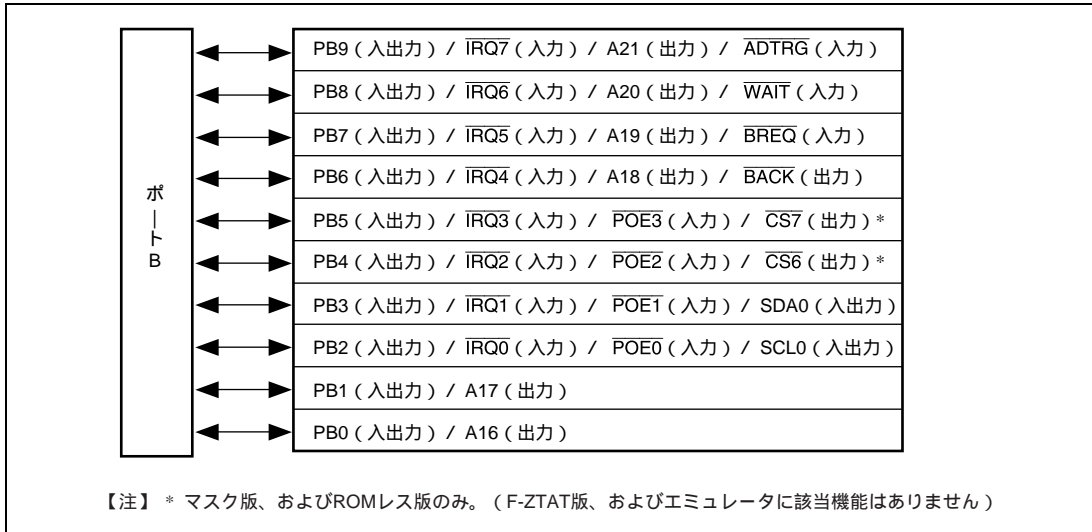 ポートB
PB9（入出力）/ IRQ7（入力）/ A21（出力）/ ADTRG（入力）
PB8（入出力）/ IRQ6（入力）/ A20（出力）/ WAIT（入力）
PB7（入出力）/ IRQ5（入力）/ A19（出力）/ BREQ（入力）
PB6（入出力）/ IRQ4（入力）/ A18（出力）/ BACK（出力）
PB5（入出力）/ IRQ3（入力）/ POE3（入力）/ CS7（出力）*
PB4（入出力）/ IRQ2（入力）/ POE2（入力）/ CS6（出力）*
PB3（入出力）/ IRQ1（入力）/ POE1（入力）/ SDA0（入出力）
PB2（入出力）/ IRQ0（入力）/ POE0（入力）/ SCL0（入出力）
PB1（入出力）/ A17（出力）
PB0（入出力）/ A16（出力）
【注】 * マスク版、およびROMレス版のみ。（F-ZTAT版、およびエミュレータに該当機能はありません）